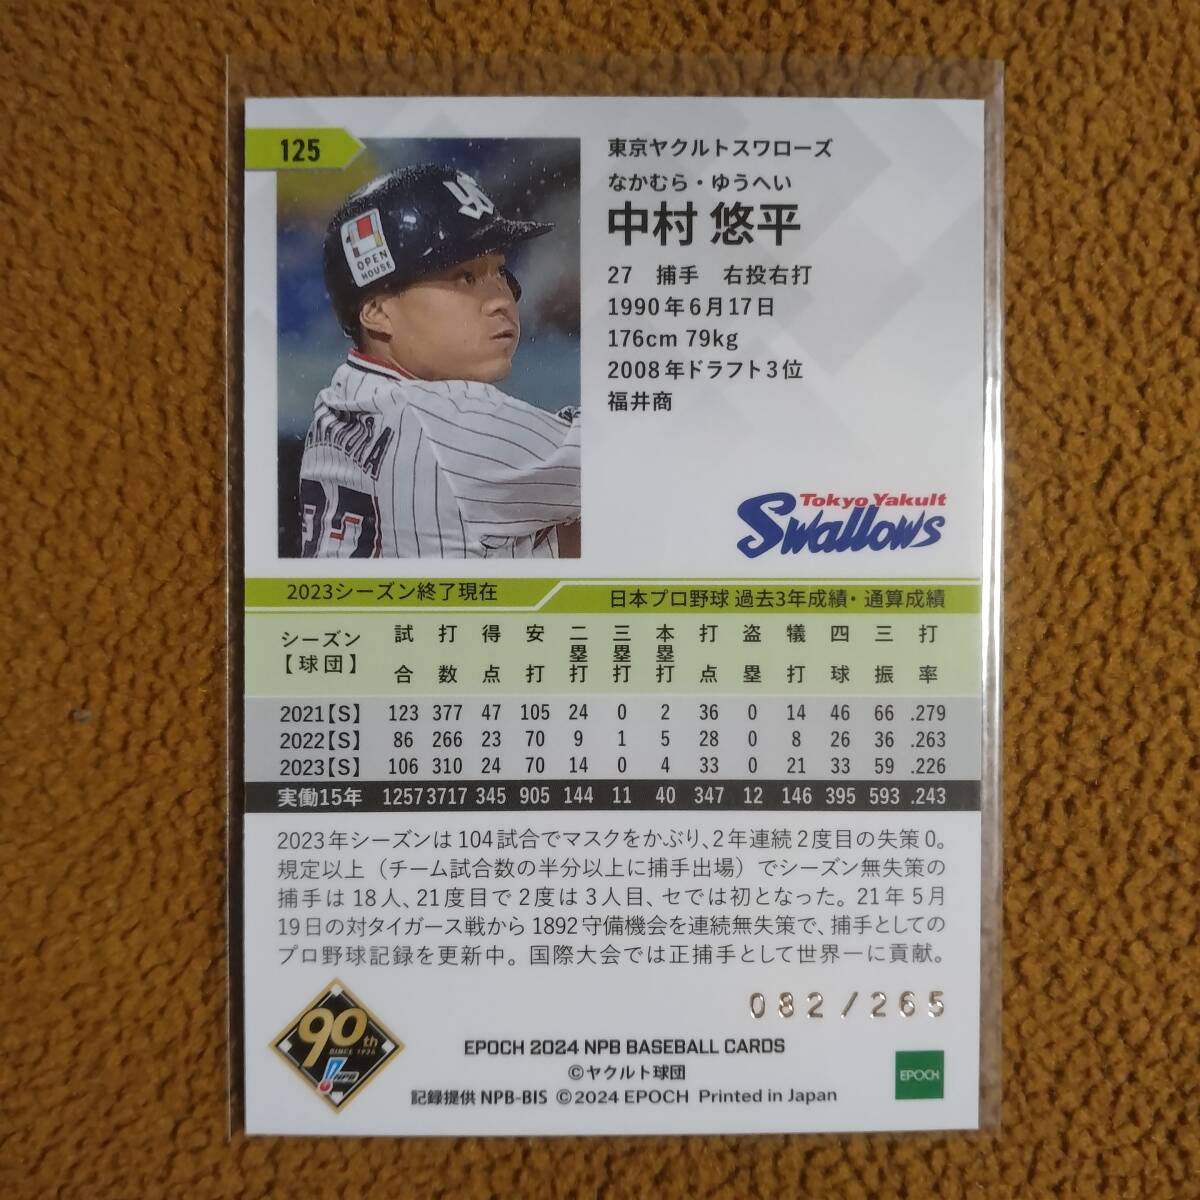 125
OPEN
HOUSE
東京ヤクルトスワローズ
なかむら・ゆうへい
中村 悠平
27 捕手 右投右打
1990年6月17日
176cm 79kg
2008年ドラフト3位
福井商
Tokyo Yakult
Swallows
2023シーズン終了現在
日本プロ野球 過去3年成績・通算成績
シーズン【球団】 試合 打数 得点 安打 二塁打 三塁打 本塁打 打点 盗塁 犠打 四球 三振 打率
2021【S】 123 377 47 105 24 0 2 36 0 14 46 66 .279
2022【S】 86 266 23 70 9 1 5 28 0 8 26 36 .263
2023【S】 106 310 24 70 14 0 4 33 0 21 33 59 .226
実働15年 1257 3717 345 905 144 11 40 347 12 146 395 593 .243
2023年シーズンは104試合でマスクをかぶり、2年連続2度目の失策0。
規定以上（チーム試合数の半分以上に捕手出場）でシーズン無失策の
捕手は18人、21度目で2度は3人目、セでは初となった。21年5月
19日の対タイガース戦から1892守備機会を連続無失策で、捕手としての
プロ野球記録を更新中。国際大会では正捕手として世界一に貢献。
082/265
90th
SINCE 1934
NPB
EPOCH 2024 NPB BASEBALL CARDS
©ヤクルト球団
記録提供 NPB-BIS ©2024 EPOCH Printed in Japan
EPOCH